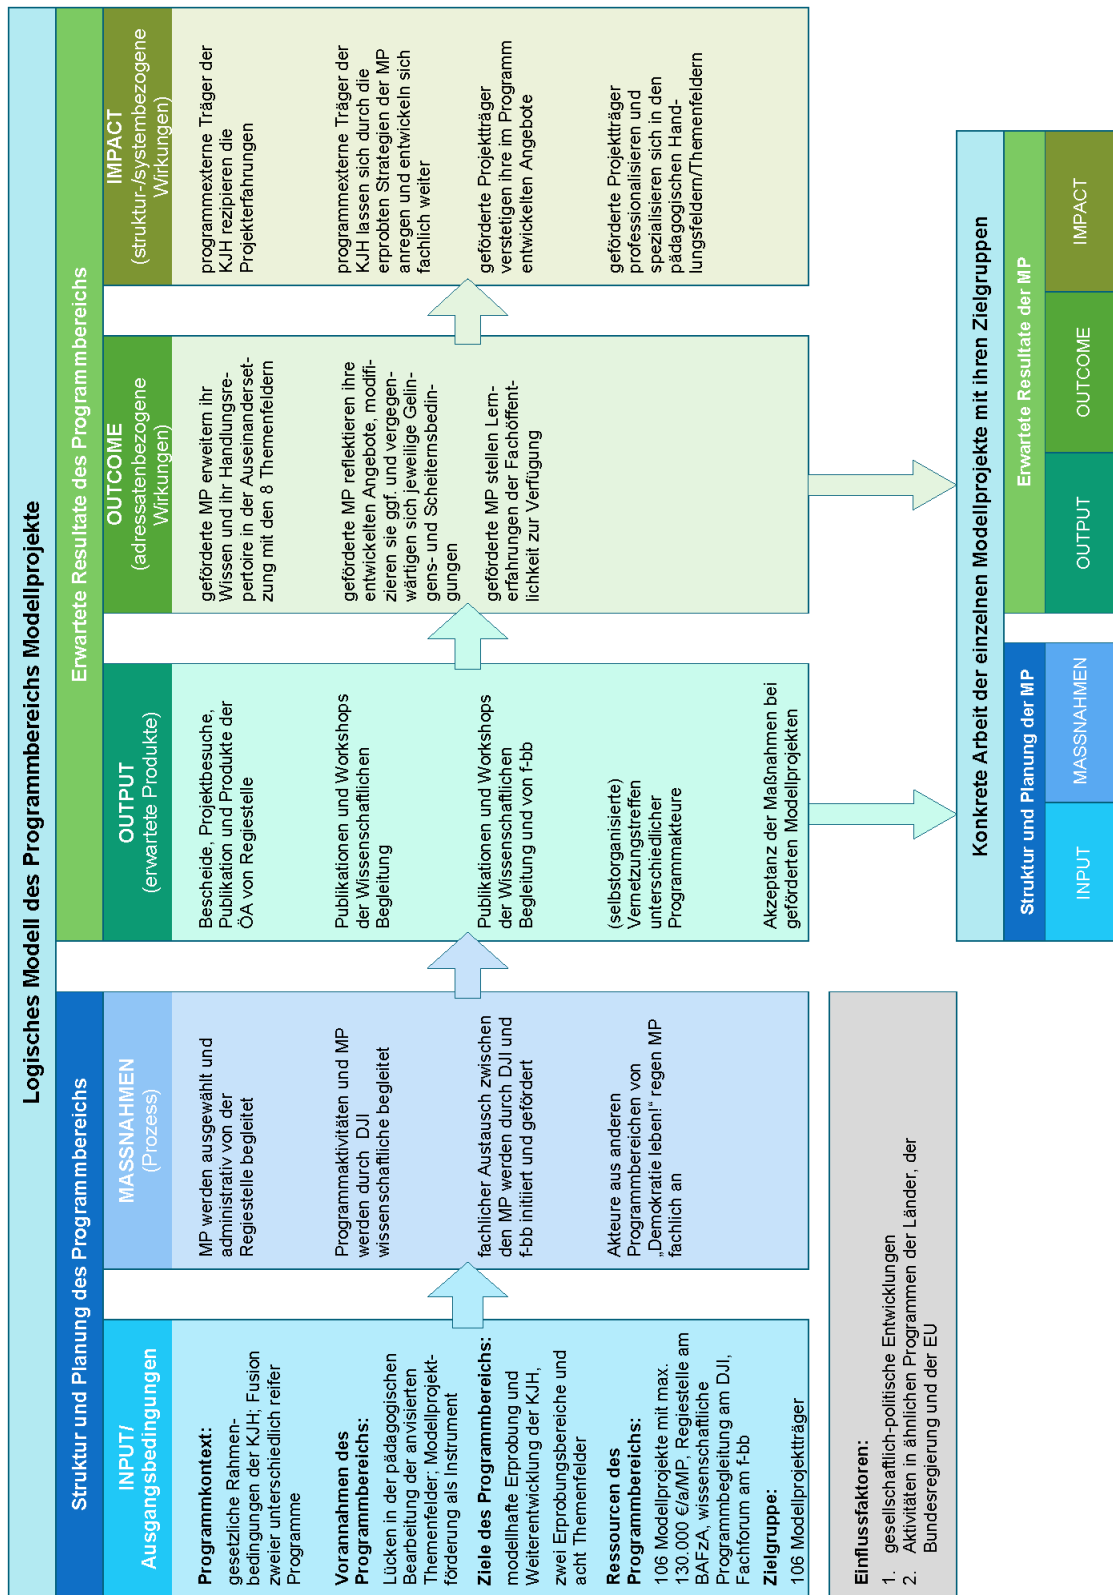 Logisches Modell des Programmbereichs Modellprojekte
Struktur und Planung des Programmbereichs
Erwartete Resultate des Programmbereichs
INPUT/
Ausgangsbedingungen
Programmkontext:
gesetzliche Rahmen-
bedingungen der KJH; Fusion
zweier unterschiedlich reifer
Programme
Vorannahmen des
Programmbereichs:
Lücken in der pädagogischen
Bearbeitung der anvisierten
Themenfelder; Modellprojekt-
förderung als Instrument
Ziele des Programmbereichs:
modellhafte Erprobung und
Weiterentwicklung der KJH,
zwei Erprobungsbereiche und
acht Themenfelder
Ressourcen des
Programmbereichs:
106 Modellprojekte mit max.
130.000 €/a/MP, Regiestelle am
BAFzA, wissenschaftliche
Programmbegleitung am DJI,
Fachforum am f-bb
Zielgruppe:
106 Modellprojektträger
MASSNAHMEN
(Prozess)
MP werden ausgewählt und
administrativ von der
Regiestelle begleitet
Programmaktivitäten und MP
werden durch DJI
wissenschaftliche begleitet
fachlicher Austausch zwischen
den MP werden durch DJI und
f-bb initiiert und gefördert
Akteure aus anderen
Programmbereichen von
„Demokratie leben!“ regen MP
fachlich an
OUTPUT
(erwartete Produkte)
Bescheide, Projektbesuche,
Publikation und Produkte der
ÖA von Regiestelle
Publikationen und Workshops
der Wissenschaftlichen
Begleitung
Publikationen und Workshops
der Wissenschaftlichen
Begleitung und von f-bb
(selbstorganisierte)
Vernetzungstreffen
unterschiedlicher
Programmakteure
Akzeptanz der Maßnahmen bei
geförderten Modellprojekten
OUTCOME
(adressatenbezogene
Wirkungen)
geförderte MP erweitern ihr
Wissen und ihr Handlungsre-
pertoire in der Auseinanderset-
zung mit den 8 Themenfeldern
geförderte MP reflektieren ihre
entwickelten Angebote, modifi-
zieren sie ggf. und vergegen-
wärtigen sich jeweilige Gelin-
gens- und Scheiternsbedin-
gungen
geförderte MP stellen Lern-
erfahrungen der Fachöffent-
lichkeit zur Verfügung
IMPACT
(struktur-/systembezogene
Wirkungen)
programmexterne Träger der
KJH rezipieren die
Projekterfahrungen
programmexterne Träger der
KJH lassen sich durch die
erprobten Strategien der MP
anregen und entwickeln sich
fachlich weiter
geförderte Projektträger
verstetigen ihre im Programm
entwickelten Angebote
geförderte Projektträger
professionalisieren und
spezialisieren sich in den
pädagogischen Hand-
lungsfeldern/Themenfeldern
Einflussfaktoren:
1. gesellschaftlich-politische Entwicklungen
2. Aktivitäten in ähnlichen Programmen der Länder, der
Bundesregierung und der EU
Konkrete Arbeit der einzelnen Modellprojekte mit ihren Zielgruppen
Struktur und Planung der MP
Erwartete Resultate der MP
INPUT
MASSNAHMEN
OUTPUT
OUTCOME
IMPACT